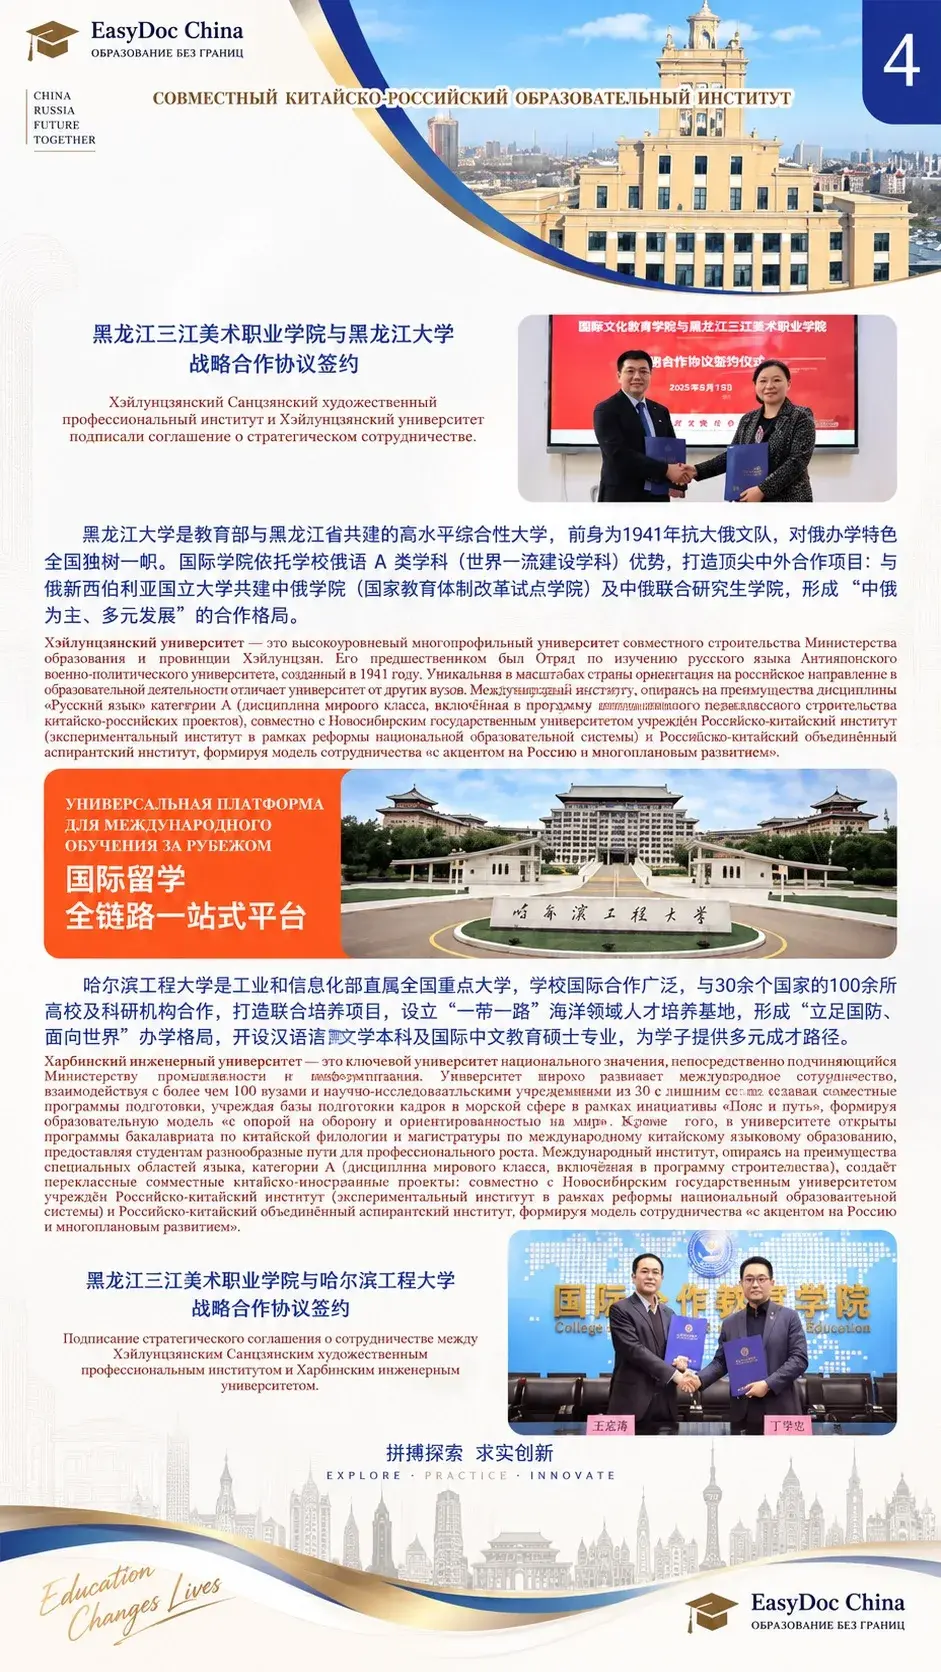 EasyDoc China
ОБРАЗОВАНИЕ БЕЗ ГРАНИЦ
4
CHINA
RUSSIA
FUTURE
TOGETHER
СОВМЕСТНЫЙ КИТАЙСКО-РОССИЙСКИЙ ОБРАЗОВАТЕЛЬНЫЙ ИНСТИТУТ
黑龙江三江美术职业学院与黑龙江大学
战略合作协议签约
Хэйлунцзянский Санцзянский художественный
профессиональный институт и Хэйлунцзянский университет
подписали соглашение о стратегическом сотрудничестве.
国际文化教育学院与黑龙江三江美术职业学院
略合作协议签约仪式
黑龙江大学是教育部与黑龙江省共建的高水平综合性大学，前身为1941年抗大俄文队，对俄办学特色
全国独树一帜。国际学院依托学校俄语 A 类学科（世界一流建设学科）优势，打造顶尖中外合作项目：与
俄新西伯利亚国立大学共建中俄学院（国家教育体制改革试点学院）及中俄联合研究生学院，形成 “中俄
为主、多元发展” 的合作格局。
Хэйлунцзянский университет — это высокоуровневый многопрофильный университет совместного строительства Министерства
образования и провинции Хэйлунцзян. Его предшественником был Отряд по изучению русского языка Антияпонского
военно-политического университета, созданный в 1941 году. Уникальная в масштабах страны ориентация на российское направление в
образовательной деятельности отличает университет от других вузов. институту, опираясь на преимущества дисциплины
«Русский язык» категории А (дисциплина мирового класса, включённая в программу строительства
китайско-российских проектов), совместно с Новосибирским государственным университетом учреждён Российско-китайский институт
(экспериментальный институт в рамках реформы национальной образовательной системы) и Российско-китайский объединённый
аспирантский институт, формируя модель сотрудничества «с акцентом на Россию и многоплановым развитием».
УНИВЕРСАЛЬНАЯ ПЛАТФОРМА
ДЛЯ МЕЖДУНАРОДНОГО
ОБУЧЕНИЯ ЗА РУБЕЖОМ
国际留学
全链路一站式平台
哈尔滨工程大学
哈尔滨工程大学是工业和信息化部直属全国重点大学，学校国际合作广泛，与30余个国家的100余所
高校及科研机构合作，打造联合培养项目，设立 “一带一路” 海洋领域人才培养基地，形成 “立足国防、
面向世界” 办学格局，开设汉语言文学本科及国际中文教育硕士专业，为学子提供多元成才路径。
Харбинский инженерный университет — это ключевой университет национального значения, непосредственно подчиняющийся
Министерству и Университет широко развивает международное сотрудничество,
взаимодействуя с более чем 100 вузами и учреждениями из 30 с лишним совместные
программы подготовки, учреждая базы подготовки кадров в морской сфере в рамках инициативы «Пояс и путь», формируя
образовательную модель «с опорой на оборону и ориентированностью на мир». того, в университете открыты
программы бакалавриата по китайской филологии и магистратуры по международному китайскому языковому образованию,
предоставляя студентам разнообразные пути для профессионального роста. Международный институт, опираясь на преимущества
специальных областей языка, категории А (дисциплина мирового класса, включённая в программу строительства), создаёт
переклассные совместные китайско-иностранные проекты: совместно с Новосибирским государственным университетом
учреждён Российско-китайский институт (экспериментальный институт в рамках реформы национальной образовательной
системы) и Российско-китайский объединённый аспирантский институт, формируя модель сотрудничества «с акцентом на Россию
и многоплановым развитием».
黑龙江三江美术职业学院与哈尔滨工程大学
战略合作协议签约
Подписание стратегического соглашения о сотрудничестве между
Хэйлунцзянским Санцзянским художественным
профессиональным институтом и Харбинским инженерным
университетом.
国际合作教育学院
College Education
拼搏探索 求实创新
EXPLORE · PRACTICE · INNOVATE
Education
Changes Lives
EasyDoc China
ОБРАЗОВАНИЕ БЕЗ ГРАНИЦ